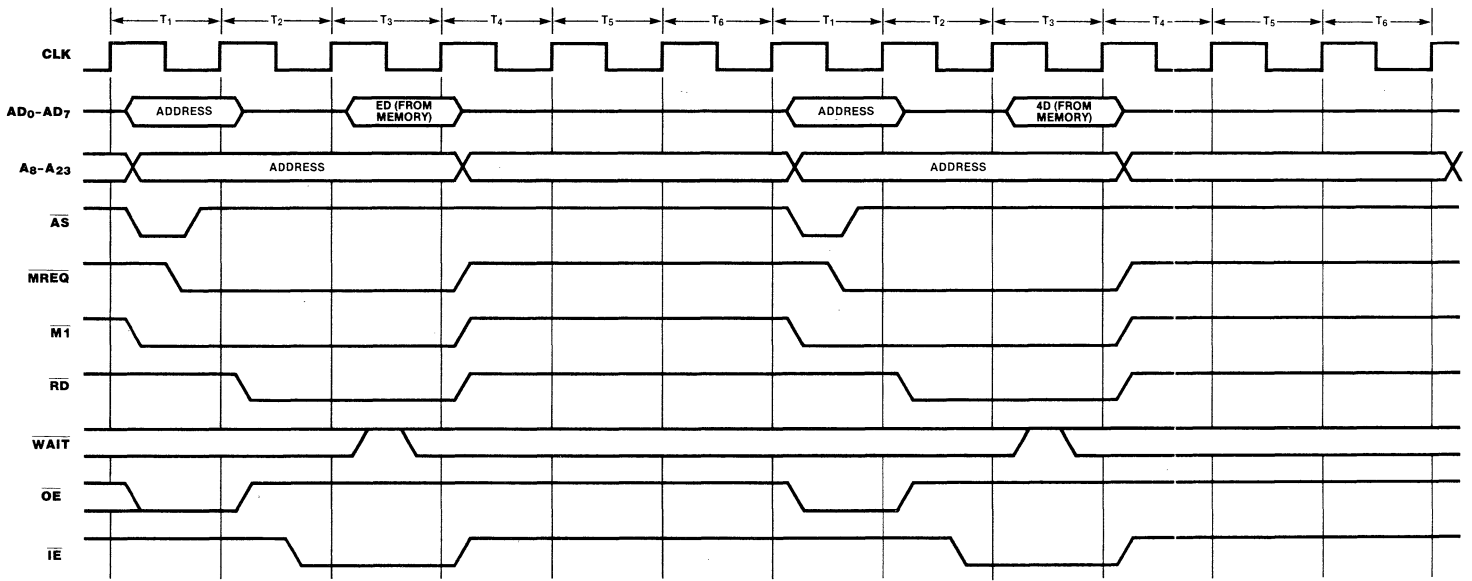 T1 T2 T3 T4 T5 T6 T1 T2 T3 T4 T5 T6
CLK
AD0-AD7 ADDRESS ED (FROM MEMORY) ADDRESS 4D (FROM MEMORY)
A8-A23 ADDRESS ADDRESS
AS
MREQ
M1
RD
WAIT
OE
IE